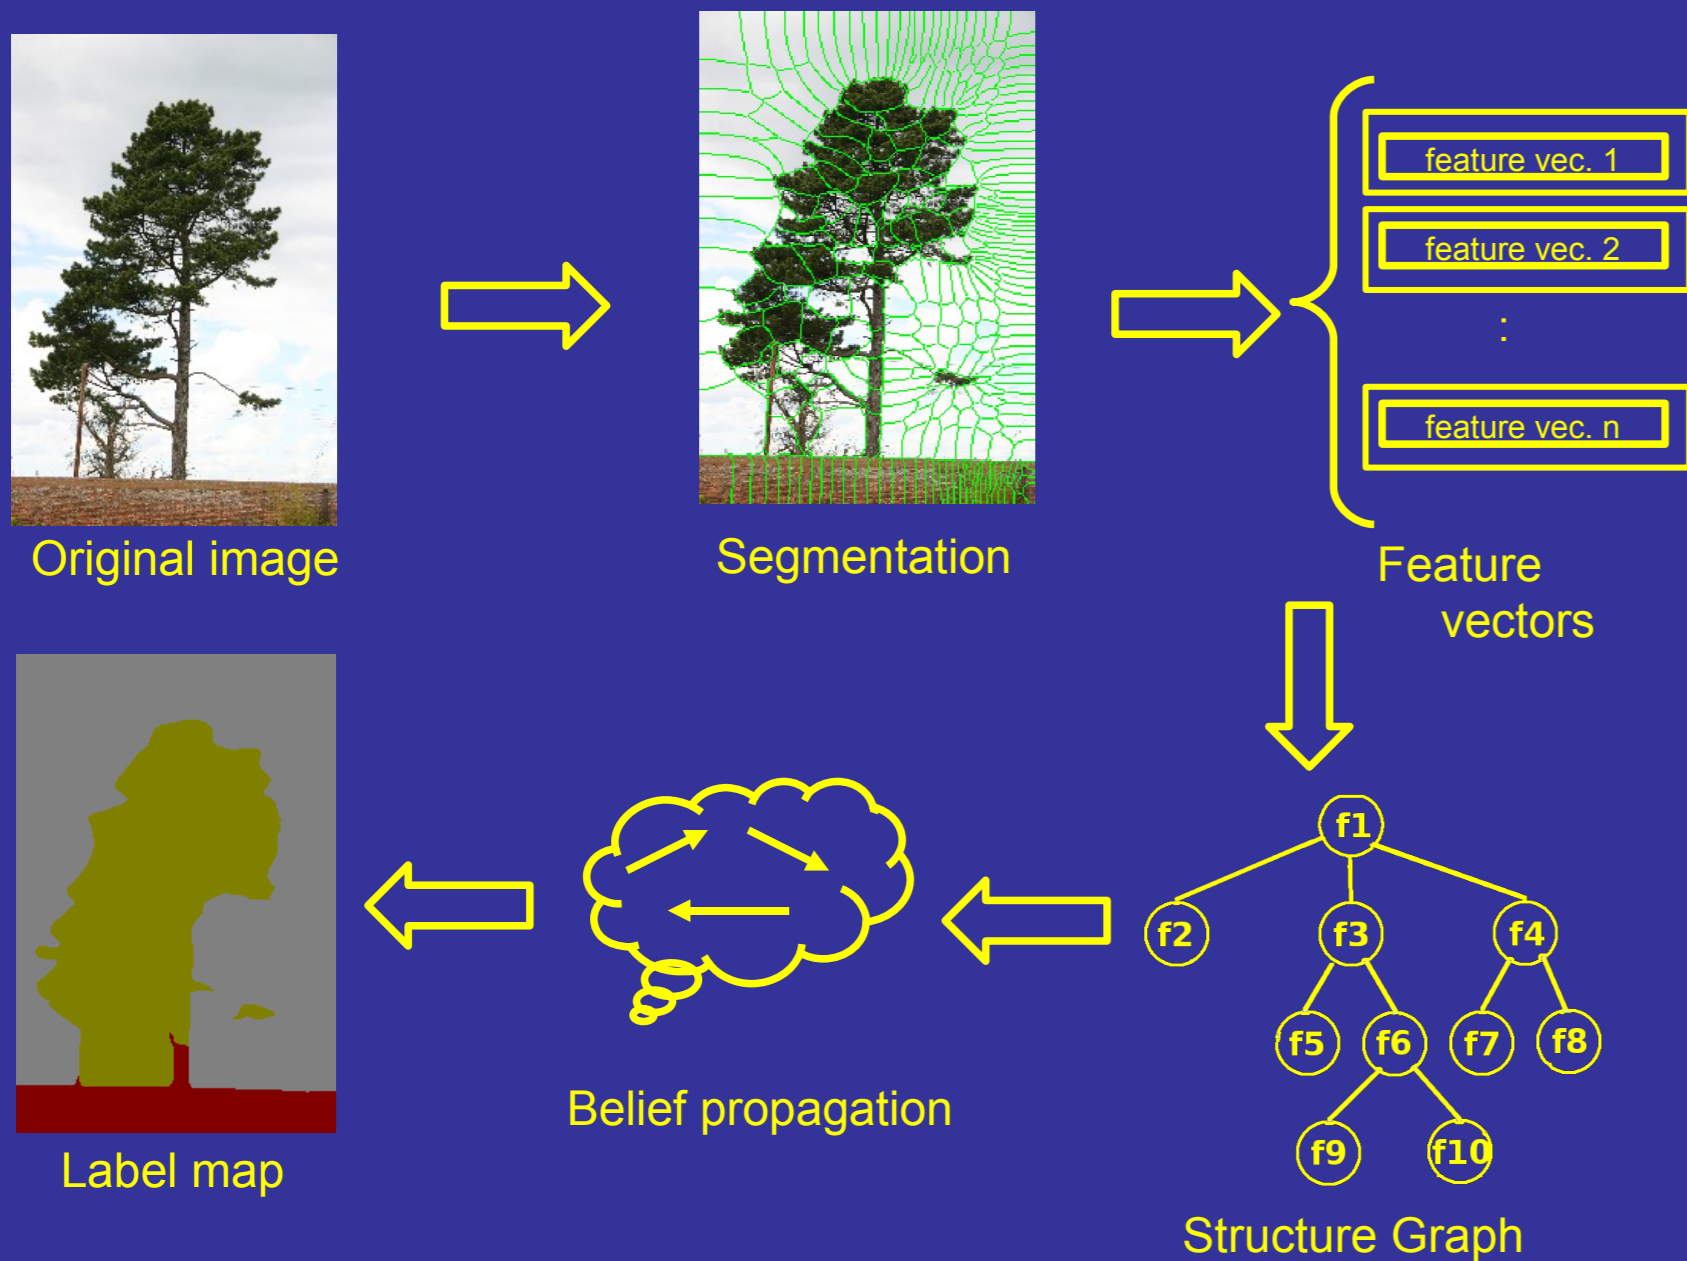 Original image
Segmentation
feature vec. 1
feature vec. 2
:
feature vec. n
Feature
vectors
f1
f2 f3 f4
f5 f6 f7 f8
f9 f10
Structure Graph
Belief propagation
Label map